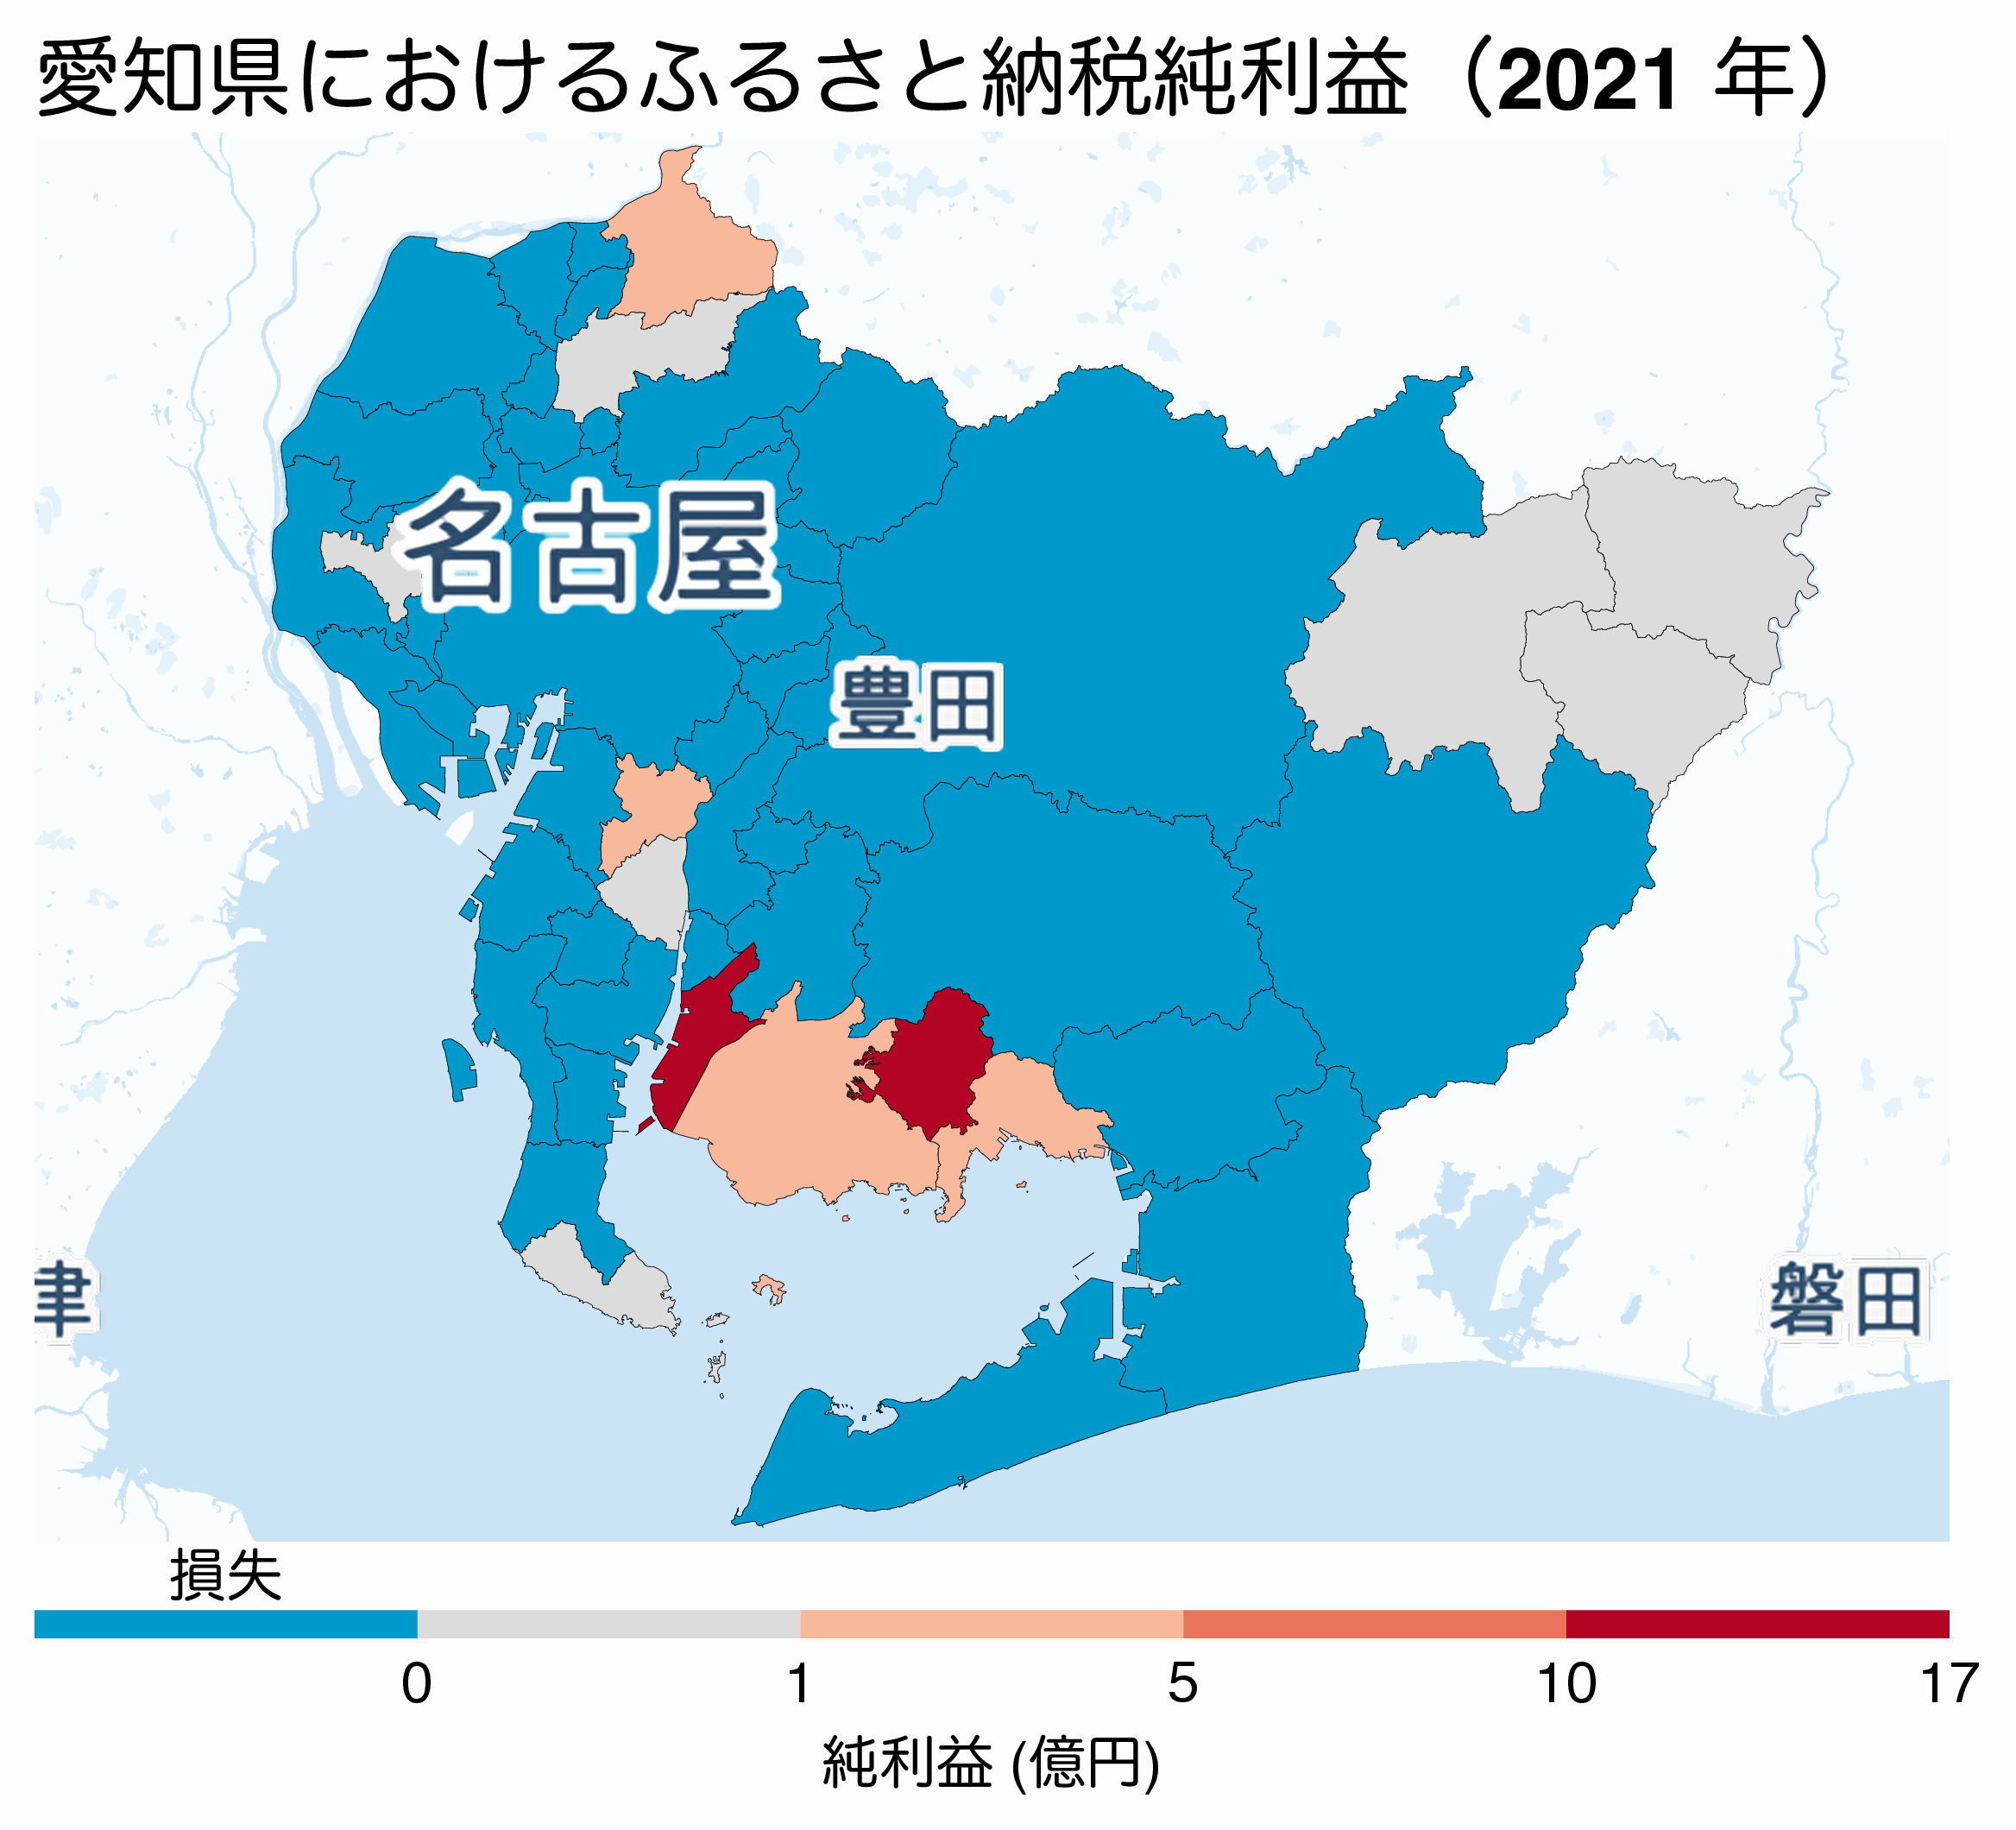 愛知県におけるふるさと納税純利益（2021 年）
名古屋
豊田
津
磐田
損失
0 1 5 10 17
純利益 (億円)